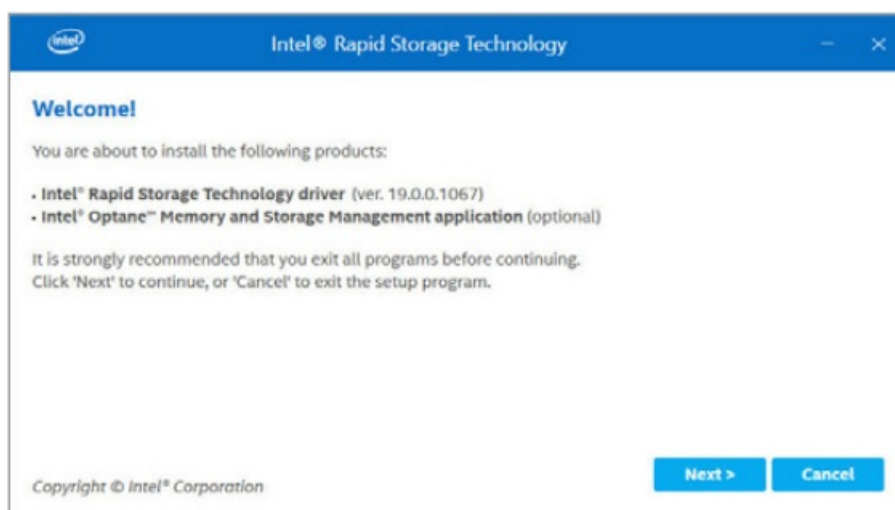 intel
Intel® Rapid Storage Technology
Welcome!
You are about to install the following products:
• Intel® Rapid Storage Technology driver (ver. 19.0.0.1067)
• Intel® Optane™ Memory and Storage Management application (optional)
It is strongly recommended that you exit all programs before continuing.
Click 'Next' to continue, or 'Cancel' to exit the setup program.
Copyright © Intel® Corporation
Next >
Cancel